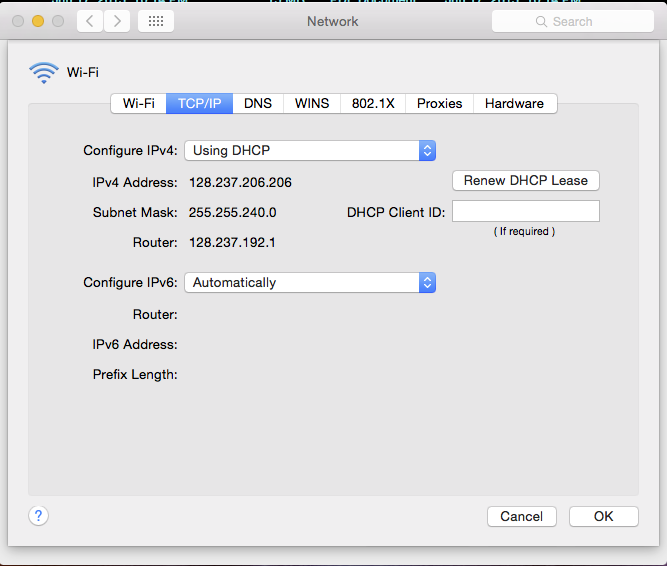 Network
Search
Wi-Fi
Wi-Fi TCP/IP DNS WINS 802.1X Proxies Hardware
Configure IPv4: Using DHCP
IPv4 Address: 128.237.206.206 Renew DHCP Lease
Subnet Mask: 255.255.240.0 DHCP Client ID:
( If required )
Router: 128.237.192.1
Configure IPv6: Automatically
Router:
IPv6 Address:
Prefix Length:
? Cancel OK